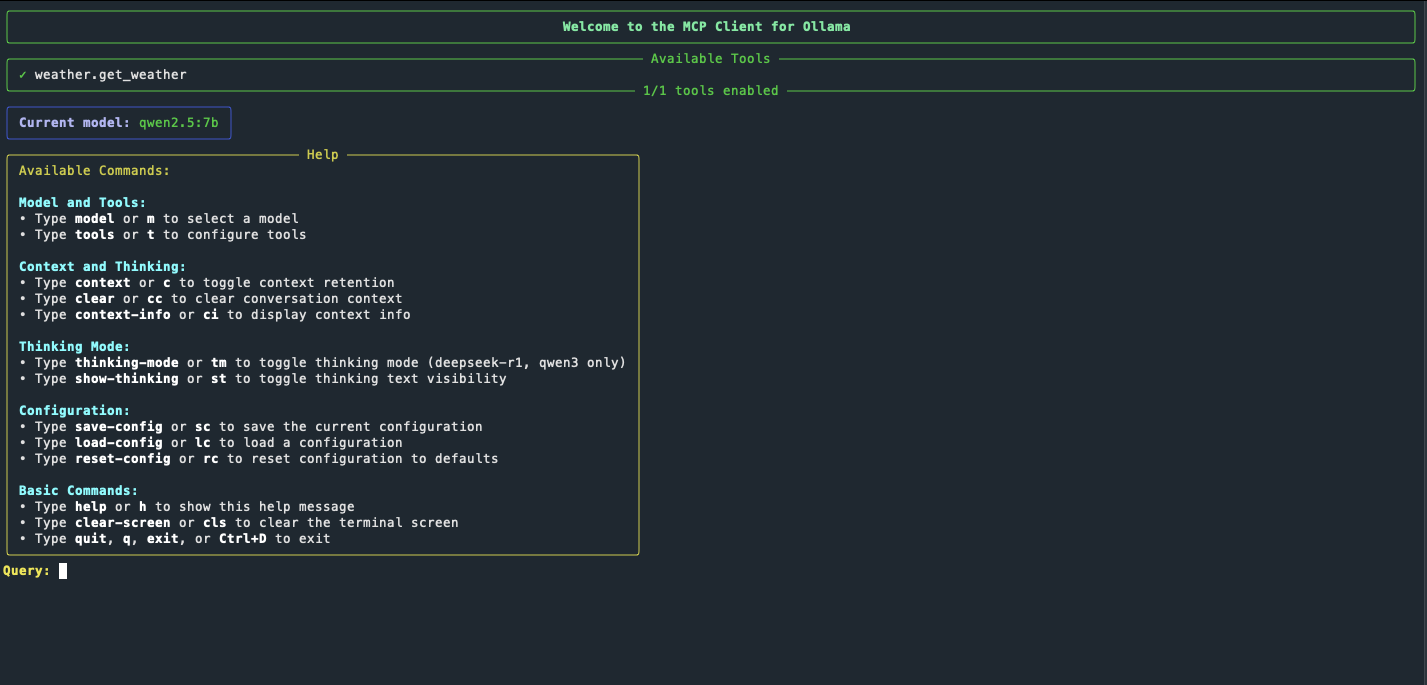 Welcome to the MCP Client for Ollama
Available Tools
✓ weather.get_weather
1/1 tools enabled
Current model: qwen2.5:7b
Help
Available Commands:
Model and Tools:
• Type model or m to select a model
• Type tools or t to configure tools
Context and Thinking:
• Type context or c to toggle context retention
• Type clear or cc to clear conversation context
• Type context-info or ci to display context info
Thinking Mode:
• Type thinking-mode or tm to toggle thinking mode (deepseek-r1, qwen3 only)
• Type show-thinking or st to toggle thinking text visibility
Configuration:
• Type save-config or sc to save the current configuration
• Type load-config or lc to load a configuration
• Type reset-config or rc to reset configuration to defaults
Basic Commands:
• Type help or h to show this help message
• Type clear-screen or cls to clear the terminal screen
• Type quit, q, exit, or Ctrl+D to exit
Query: